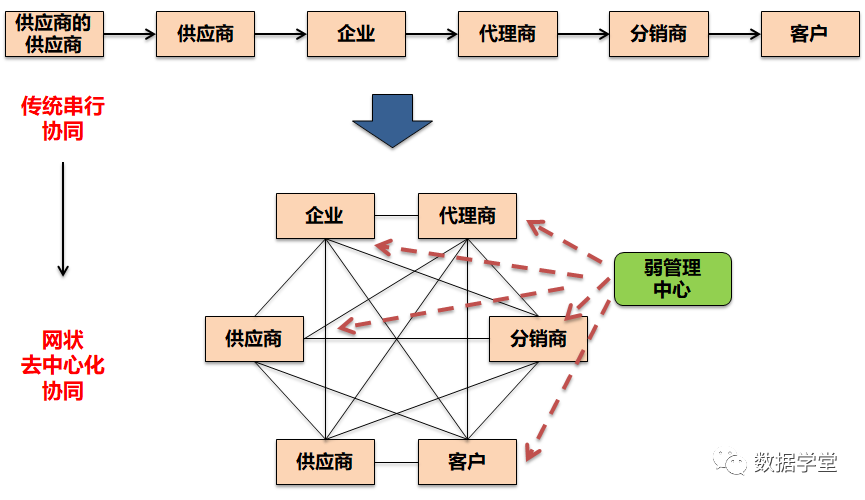 供应商的
供应商
供应商
企业
代理商
分销商
客户
传统串行
协同
企业
代理商
弱管理
中心
供应商
分销商
网状
去中心化
协同
供应商
客户
数据学堂